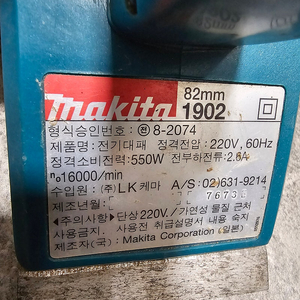 makita
82mm
1902
형식승인번호: 8-2074
제품명: 전기대패 정격전압: 220V, 60Hz
정격소비전력: 550W 전부하전류: 2.6A
n₀16000/min
수입원: (주) LK케마 A/S: 02)631-9214
제조년월: 7673
<주의사항> 단상220V / 가연성 물질 근처
사용금지. 사용전 취급설명서 내용 숙지
제조자(국): Makita Corporation (일본)